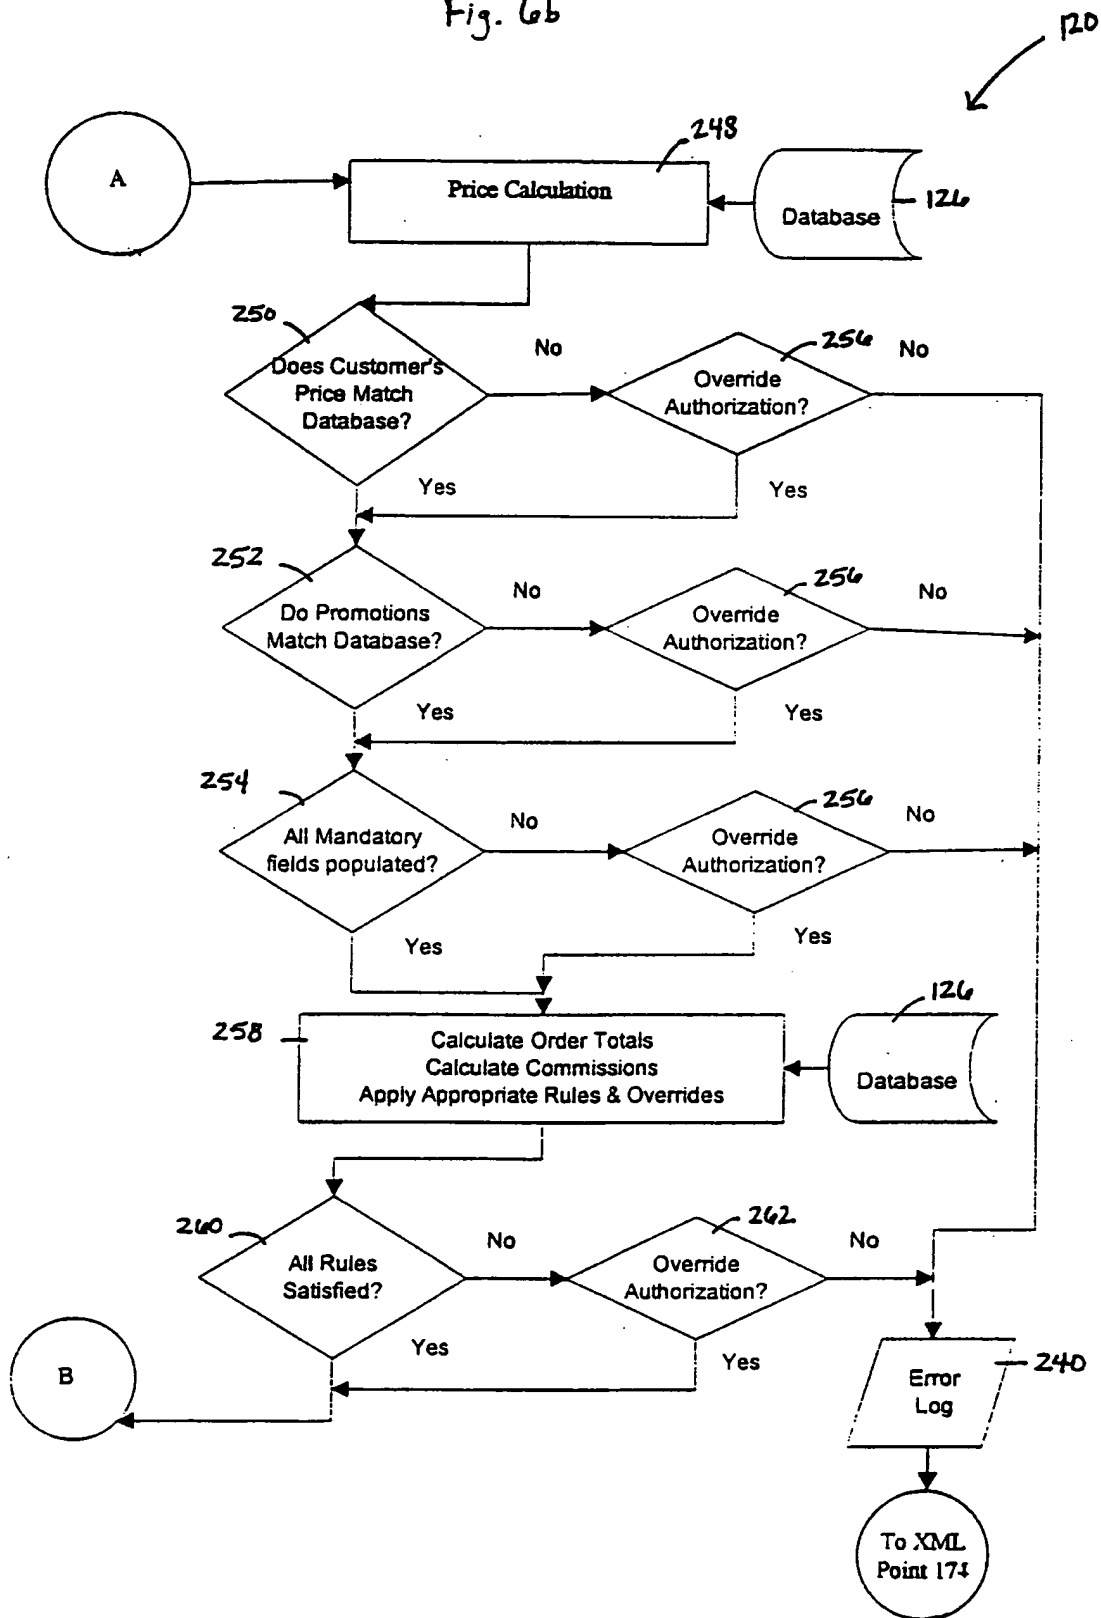 Fig. 6b
120
A
248
Price Calculation
Database
126
250
Does Customer's
Price Match
Database?
No
256
Override
Authorization?
No
Yes
Yes
252
Do Promotions
Match Database?
No
256
Override
Authorization?
No
Yes
Yes
254
All Mandatory
fields populated?
No
256
Override
Authorization?
No
Yes
Yes
258
Calculate Order Totals
Calculate Commissions
Apply Appropriate Rules & Overrides
126
Database
260
All Rules
Satisfied?
No
262
Override
Authorization?
No
Yes
Yes
B
Error
Log
240
To XML
Point 174